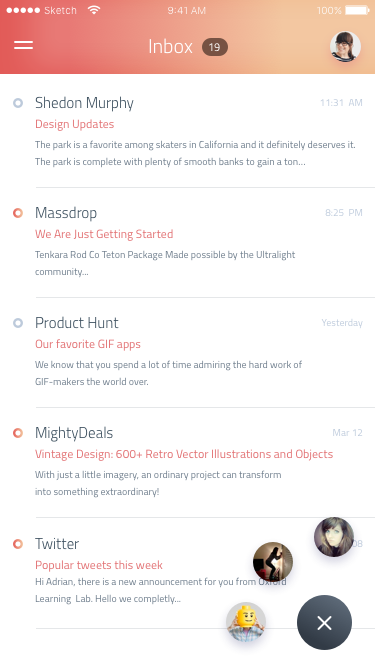 Sketch 9:41 AM 100%
Inbox 19
Shedon Murphy 11:31 AM
Design Updates
The park is a favorite among skaters in California and it definitely deserves it.
The park is complete with plenty of smooth banks to gain a ton...
Massdrop 8:25 PM
We Are Just Getting Started
Tenkara Rod Co Teton Package Made possible by the Ultralight
community...
Product Hunt Yesterday
Our favorite GIF apps
We know that you spend a lot of time admiring the hard work of
GIF-makers the world over.
MightyDeals Mar 12
Vintage Design: 600+ Retro Vector Illustrations and Objects
With just a little imagery, an ordinary project can transform
into something extraordinary!
Twitter 08
Popular tweets this week
Hi Adrian, there is a new announcement for you from Oxford
Learning Lab. Hello we completly...